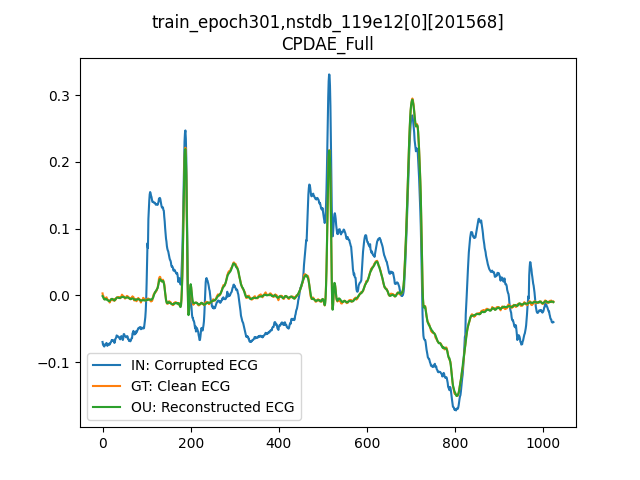 train_epoch301,nstdb_119e12[0][201568]
CPDAE_Full
0.3
0.2
0.1
0.0
−0.1
IN: Corrupted ECG
GT: Clean ECG
OU: Reconstructed ECG
0
200
400
600
800
1000